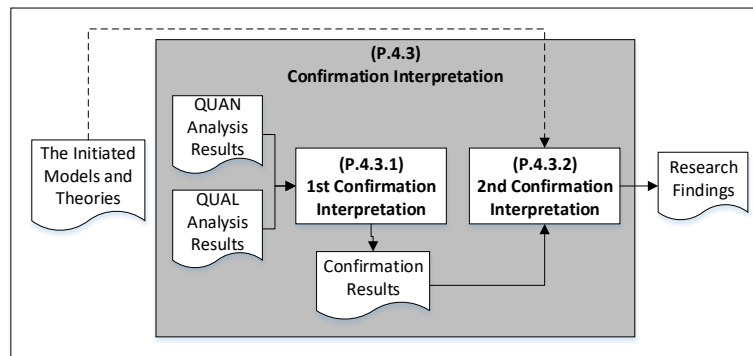 (P.4.3)
Confirmation Interpretation
QUAN
Analysis
Results
The Initiated
Models and
Theories
QUAL
Analysis
Results
(P.4.3.1)
1st Confirmation
Interpretation
(P.4.3.2)
2nd Confirmation
Interpretation
Research
Findings
Confirmation
Results